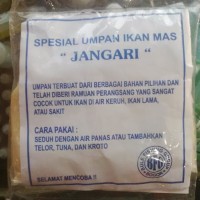 SPESIAL UMPAN IKAN MAS
" JANGARI "
UMPAN TERBUAT DARI BERBAGAI BAHAN PILIHAN DAN
TELAH DIBERI RAMUAN PERANGSANG YANG SANGAT
COCOK UNTUK IKAN DI AIR KERUH, IKAN LAMA,
ATAU SAKIT
CARA PAKAI :
SEDUH DENGAN AIR PANAS ATAU TAMBAHKAN
TELOR, TUNA, DAN KROTO
SELAMAT MENCOBA !!